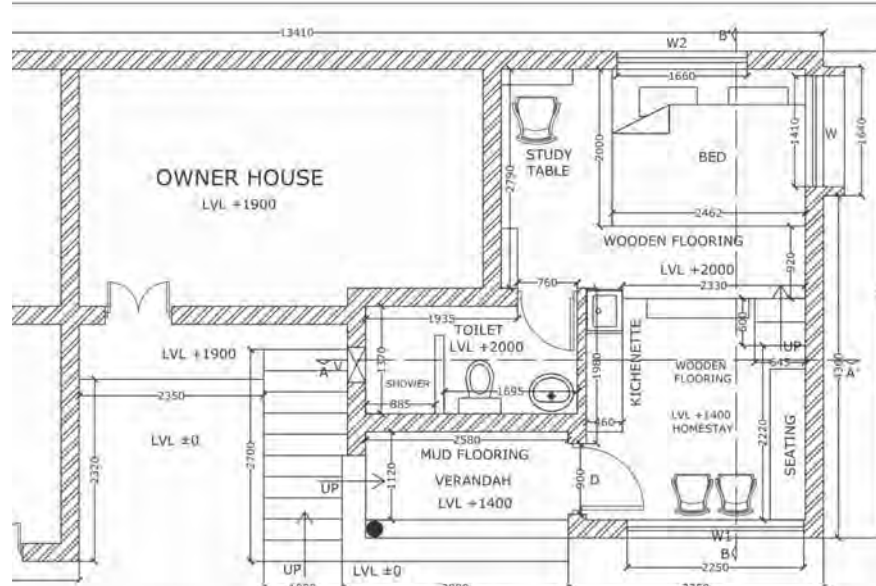 13410
W2
B'
1660
1410
W
1640
STUDY
TABLE
2000
BED
2790
OWNER HOUSE
LVL +1900
2462
WOODEN FLOORING
LVL +2000
920
760
2330
1935
TOILET
LVL +2000
600
UP
LVL +1900
V
A
1370
SHOWER
1980
KICHENETTE
WOODEN
FLOORING
645
A'
4300
2350
885
1695
460
LVL +1400
HOMESTAY
2220
SEATING
LVL ±0
2700
2580
MUD FLOORING
VERANDAH
LVL +1400
2320
UP
1120
900
D
W1
B
UP
LVL ±0
2250